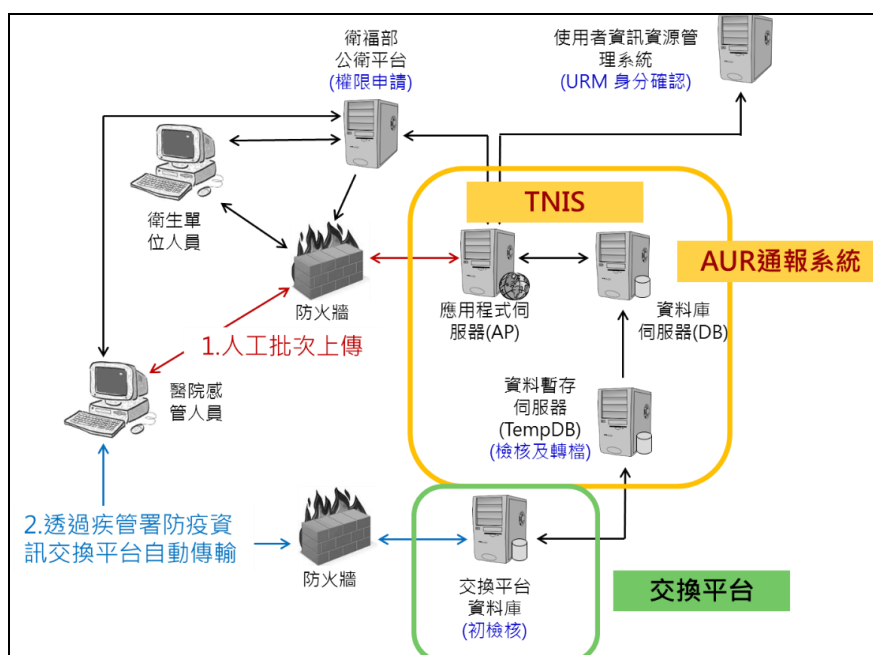 衛福部
公衛平台
(權限申請)
使用者資訊資源管
理系統
(URM 身分確認)
TNIS
衛生單
位人員
AUR通報系統
防火牆
應用程式伺
服器(AP)
資料庫
伺服器(DB)
1.人工批次上傳
醫院感
管人員
資料暫存
伺服器
(TempDB)
(檢核及轉檔)
2.透過疾管署防疫資
訊交換平台自動傳輸
防火牆
交換平台
資料庫
(初檢核)
交換平台